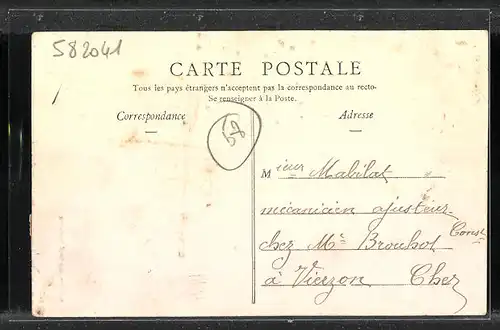 582041
CARTE POSTALE
Tous les pays étrangers n'acceptent pas la correspondance au recto-
Se renseigner à la Poste.
Correspondance
Adresse
Mieur Mabilat
mécanicien ajusteur
chez Mr Brouhot Const
à Vierzon Cher